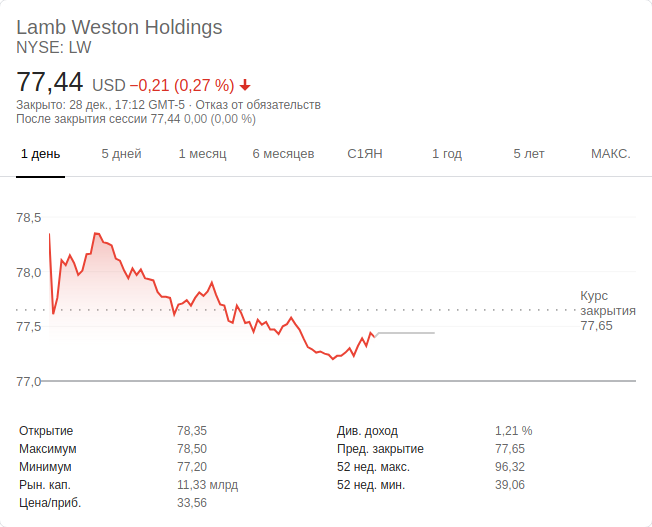 Lamb Weston Holdings
NYSE: LW
77,44 USD −0,21 (0,27 %)
Закрыто: 28 дек., 17:12 GMT-5 · Отказ от обязательств
После закрытия сессии 77,44 0,00 (0,00 %)
1 день 5 дней 1 месяц 6 месяцев С1ЯН 1 год 5 лет МАКС.
78,5
78,0
Курс
закрытия
77,65
77,5
77,0
Открытие 78,35 Див. доход 1,21 %
Максимум 78,50 Пред. закрытие 77,65
Минимум 77,20 52 нед. макс. 96,32
Рын. кап. 11,33 млрд 52 нед. мин. 39,06
Цена/приб. 33,56